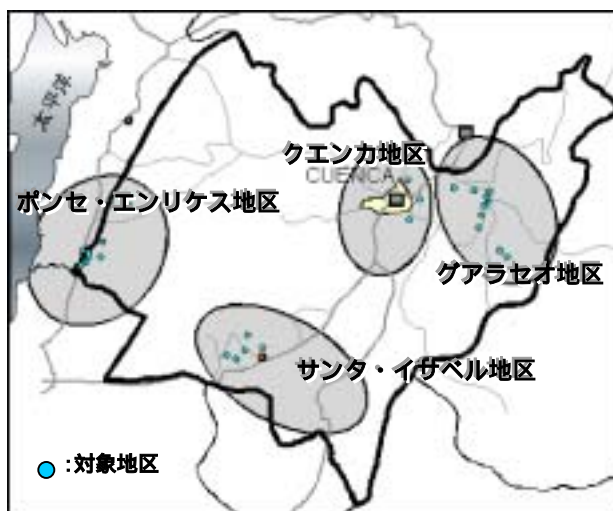 太平洋
クエンカ地区
CUENCA
ポンセ・エンリケス地区
グアラセオ地区
サンタ・イサベル地区
:対象地区